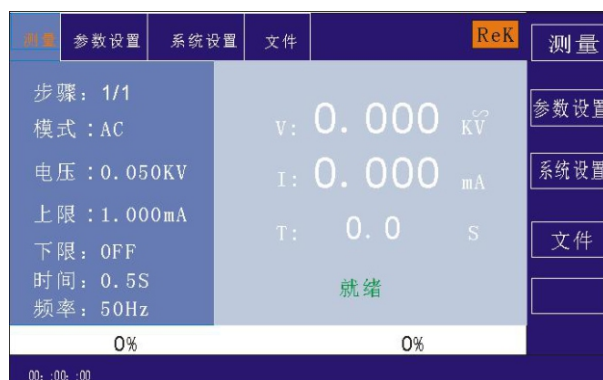 测量 参数设置 系统设置 文件 ReK 测量
步骤: 1/1
模式:AC
V: 0.000 KV
参数设置
电压:0.050KV
I: 0.000 mA
系统设置
上限:1.000mA
T: 0.0 S
文件
下限: OFF
时间: 0.5S
就绪
频率: 50Hz
0% 0%
00: :00: :00